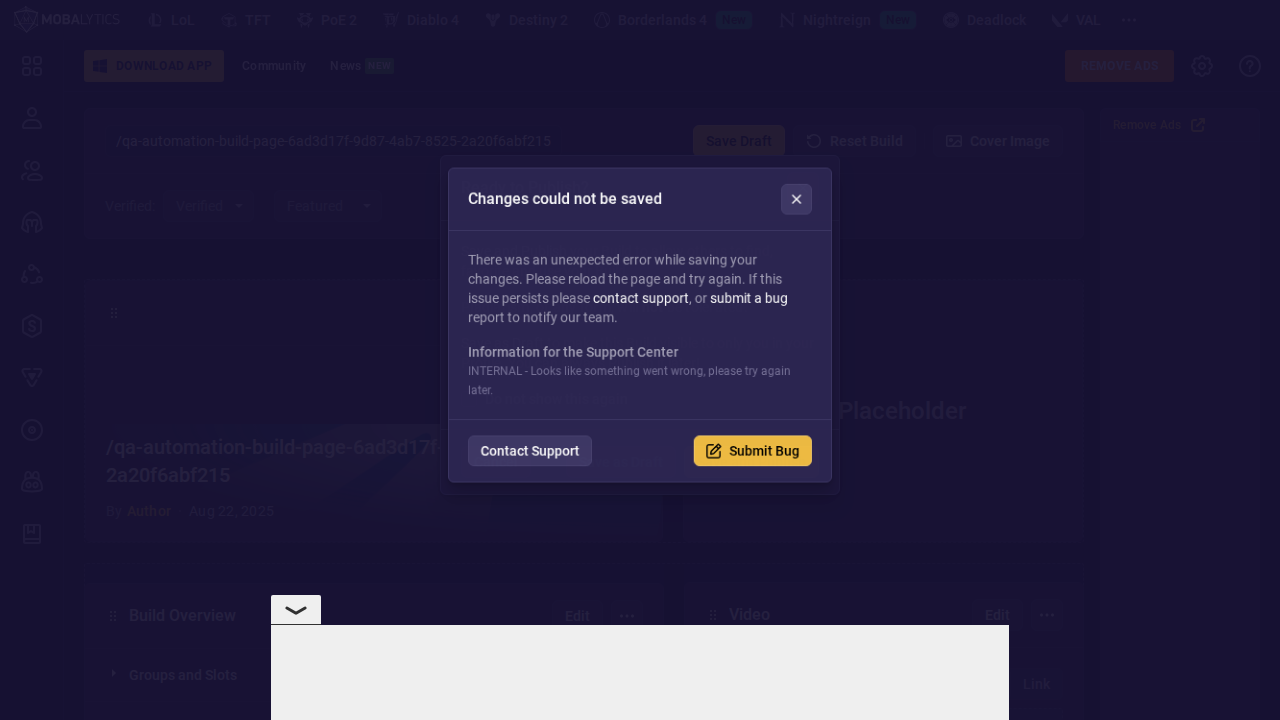 MOBALYTICS
LoL
TFT
PoE 2
Diablo 4
Destiny 2
Borderlands 4 New
Nightreign New
Deadlock
VAL
DOWNLOAD APP
Community
News NEW
REMOVE ADS
/qa-automation-build-page-6ad3d17f-9d87-4ab7-8525-2a20f6abf215
Save Draft
Reset Build
Cover Image
Remove Ads
Verified
Verified
Featured
Changes could not be saved
There was an unexpected error while saving your
changes. Please reload the page and try again. If this
issue persists please contact support, or submit a bug
report to notify our team.
Information for the Support Center
INTERNAL - Looks like something went wrong, please try again
later.
Contact Support
Submit Bug
Placeholder
/qa-automation-build-page-6ad3d17f-
2a20f6abf215
By Author
Aug 22, 2025
Build Overview
Edit
Video
Edit
Groups and Slots
Link